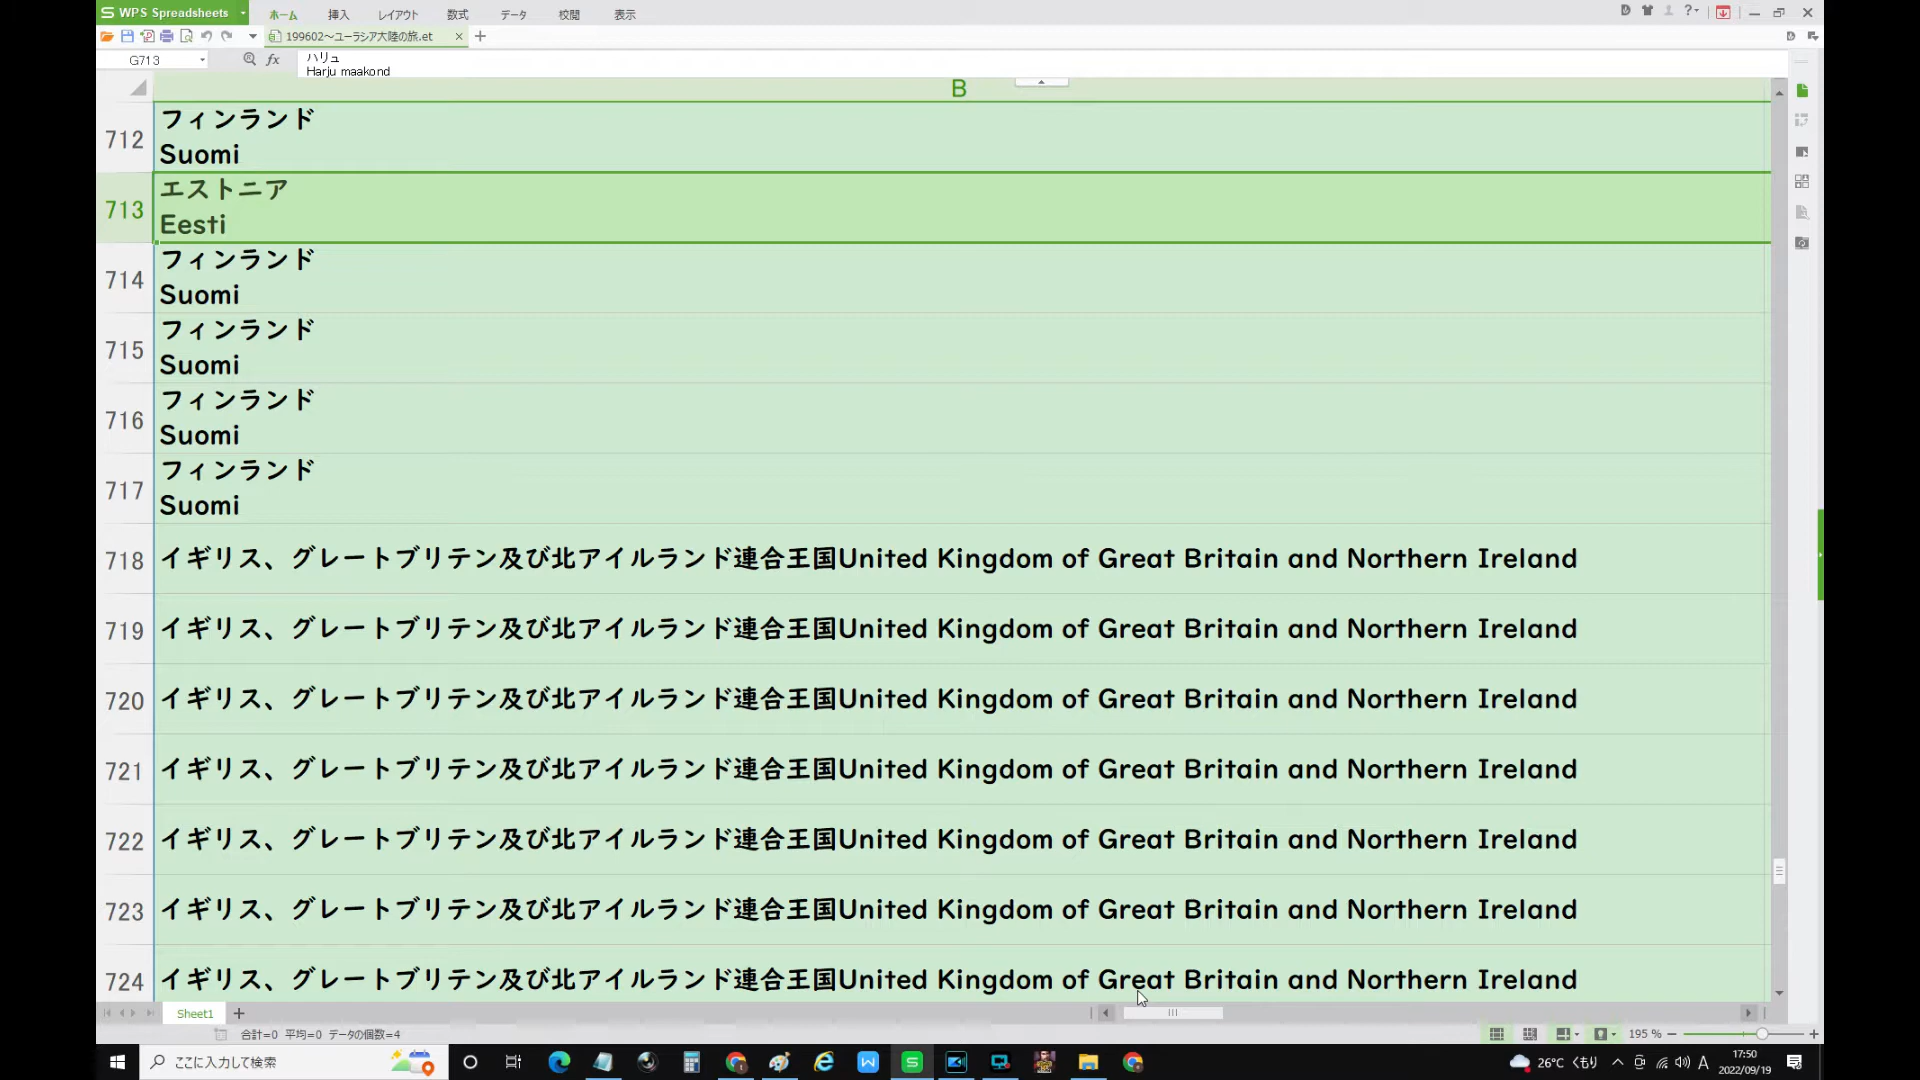 WPS Spreadsheets
ホーム
挿入
レイアウト
数式
データ
校閲
表示
199602～ユーラシア大陸の旅.et
G713
fx
ハリュ
Harju maakond
B
712
フィンランド
Suomi
713
エストニア
Eesti
714
フィンランド
Suomi
715
フィンランド
Suomi
716
フィンランド
Suomi
717
フィンランド
Suomi
718
イギリス、グレートブリテン及び北アイルランド連合王国United Kingdom of Great Britain and Northern Ireland
719
イギリス、グレートブリテン及び北アイルランド連合王国United Kingdom of Great Britain and Northern Ireland
720
イギリス、グレートブリテン及び北アイルランド連合王国United Kingdom of Great Britain and Northern Ireland
721
イギリス、グレートブリテン及び北アイルランド連合王国United Kingdom of Great Britain and Northern Ireland
722
イギリス、グレートブリテン及び北アイルランド連合王国United Kingdom of Great Britain and Northern Ireland
723
イギリス、グレートブリテン及び北アイルランド連合王国United Kingdom of Great Britain and Northern Ireland
724
イギリス、グレートブリテン及び北アイルランド連合王国United Kingdom of Great Britain and Northern Ireland
Sheet1
合計=0 平均=0 データの個数=4
195 %
ここに入力して検索
26°C くもり
A
17:50
2022/09/19